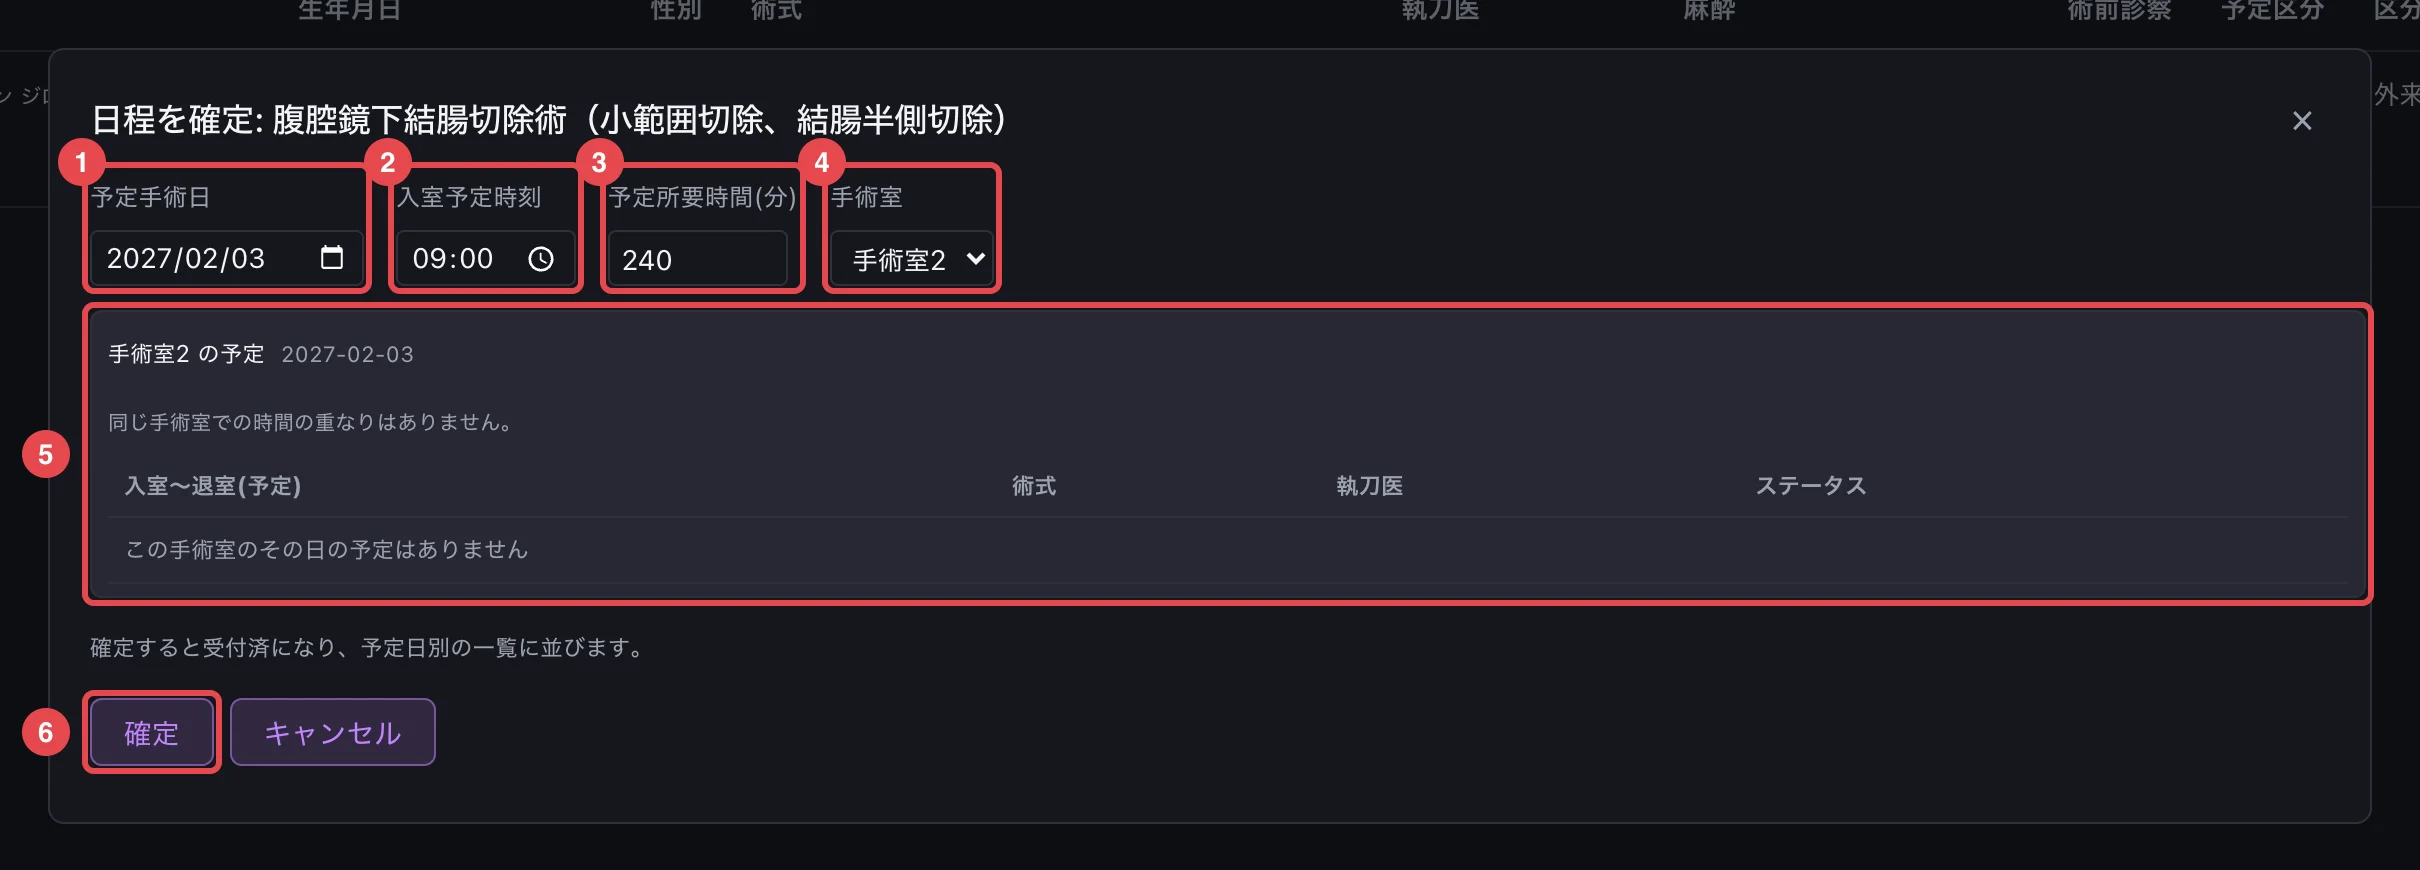 生年月日 性別 術式 執刀医 麻酔 術前診察 予定区分 区分
ン ジロ 外来
日程を確定: 腹腔鏡下結腸切除術（小範囲切除、結腸半側切除） ×
1 2 3 4
予定手術日 入室予定時刻 予定所要時間(分) 手術室
2027/02/03 09:00 240 手術室2
手術室2 の予定 2027-02-03
同じ手術室での時間の重なりはありません。
5
入室〜退室(予定) 術式 執刀医 ステータス
この手術室のその日の予定はありません
確定すると受付済になり、予定日別の一覧に並びます。
6 確定 キャンセル